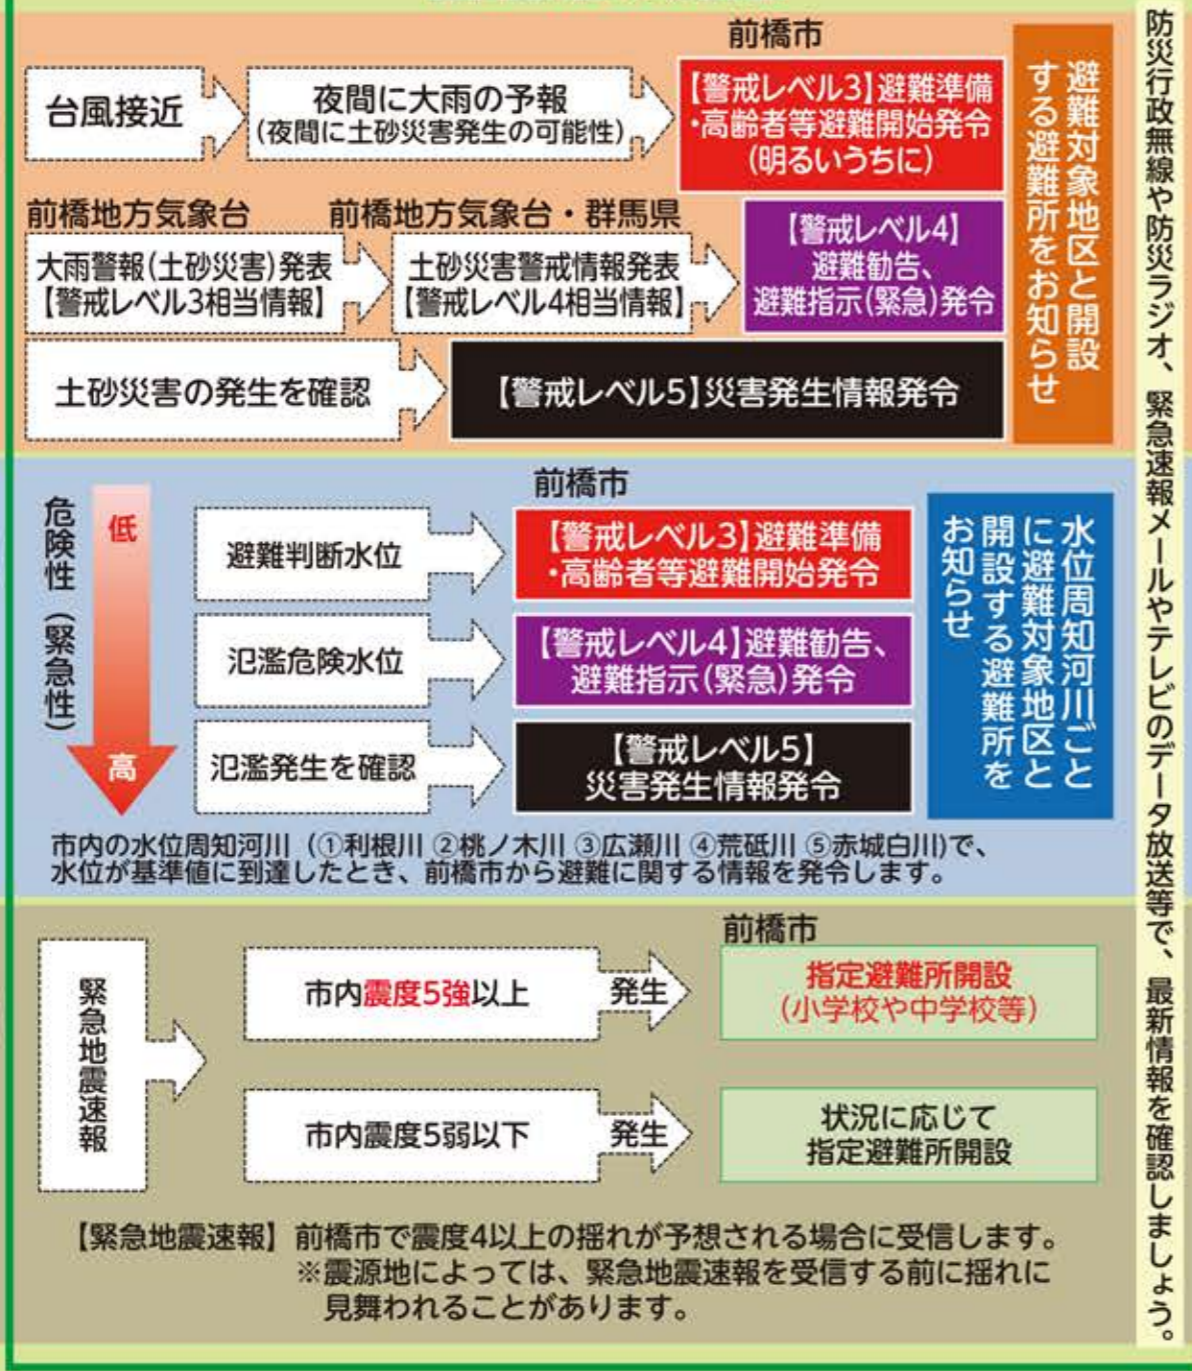 前橋市
台風接近
夜間に大雨の予報
(夜間に土砂災害発生の可能性)
【警戒レベル3】避難準備
・高齢者等避難開始発令
(明るいうちに)
前橋地方気象台
前橋地方気象台・群馬県
大雨警報(土砂災害)発表
【警戒レベル3相当情報】
土砂災害警戒情報発表
【警戒レベル4相当情報】
【警戒レベル4】
避難勧告、
避難指示(緊急)発令
土砂災害の発生を確認
【警戒レベル5】災害発生情報発令
避難対象地区と開設
する避難所をお知らせ
前橋市
危険性(緊急性)
低
高
避難判断水位
【警戒レベル3】避難準備
・高齢者等避難開始発令
氾濫危険水位
【警戒レベル4】避難勧告、
避難指示(緊急)発令
氾濫発生を確認
【警戒レベル5】
災害発生情報発令
水位周知河川ごと
に避難対象地区と
開設する避難所を
お知らせ
市内の水位周知河川(①利根川 ②桃ノ木川 ③広瀬川 ④荒砥川 ⑤赤城白川)で、
水位が基準値に到達したとき、前橋市から避難に関する情報を発令します。
前橋市
緊急地震速報
市内震度5強以上
発生
指定避難所開設
(小学校や中学校等)
市内震度5弱以下
発生
状況に応じて
指定避難所開設
【緊急地震速報】前橋市で震度4以上の揺れが予想される場合に受信します。
※震源地によっては、緊急地震速報を受信する前に揺れに
見舞われることがあります。
防災行政無線や防災ラジオ、緊急速報メールやテレビのデータ放送等で、最新情報を確認しましょう。